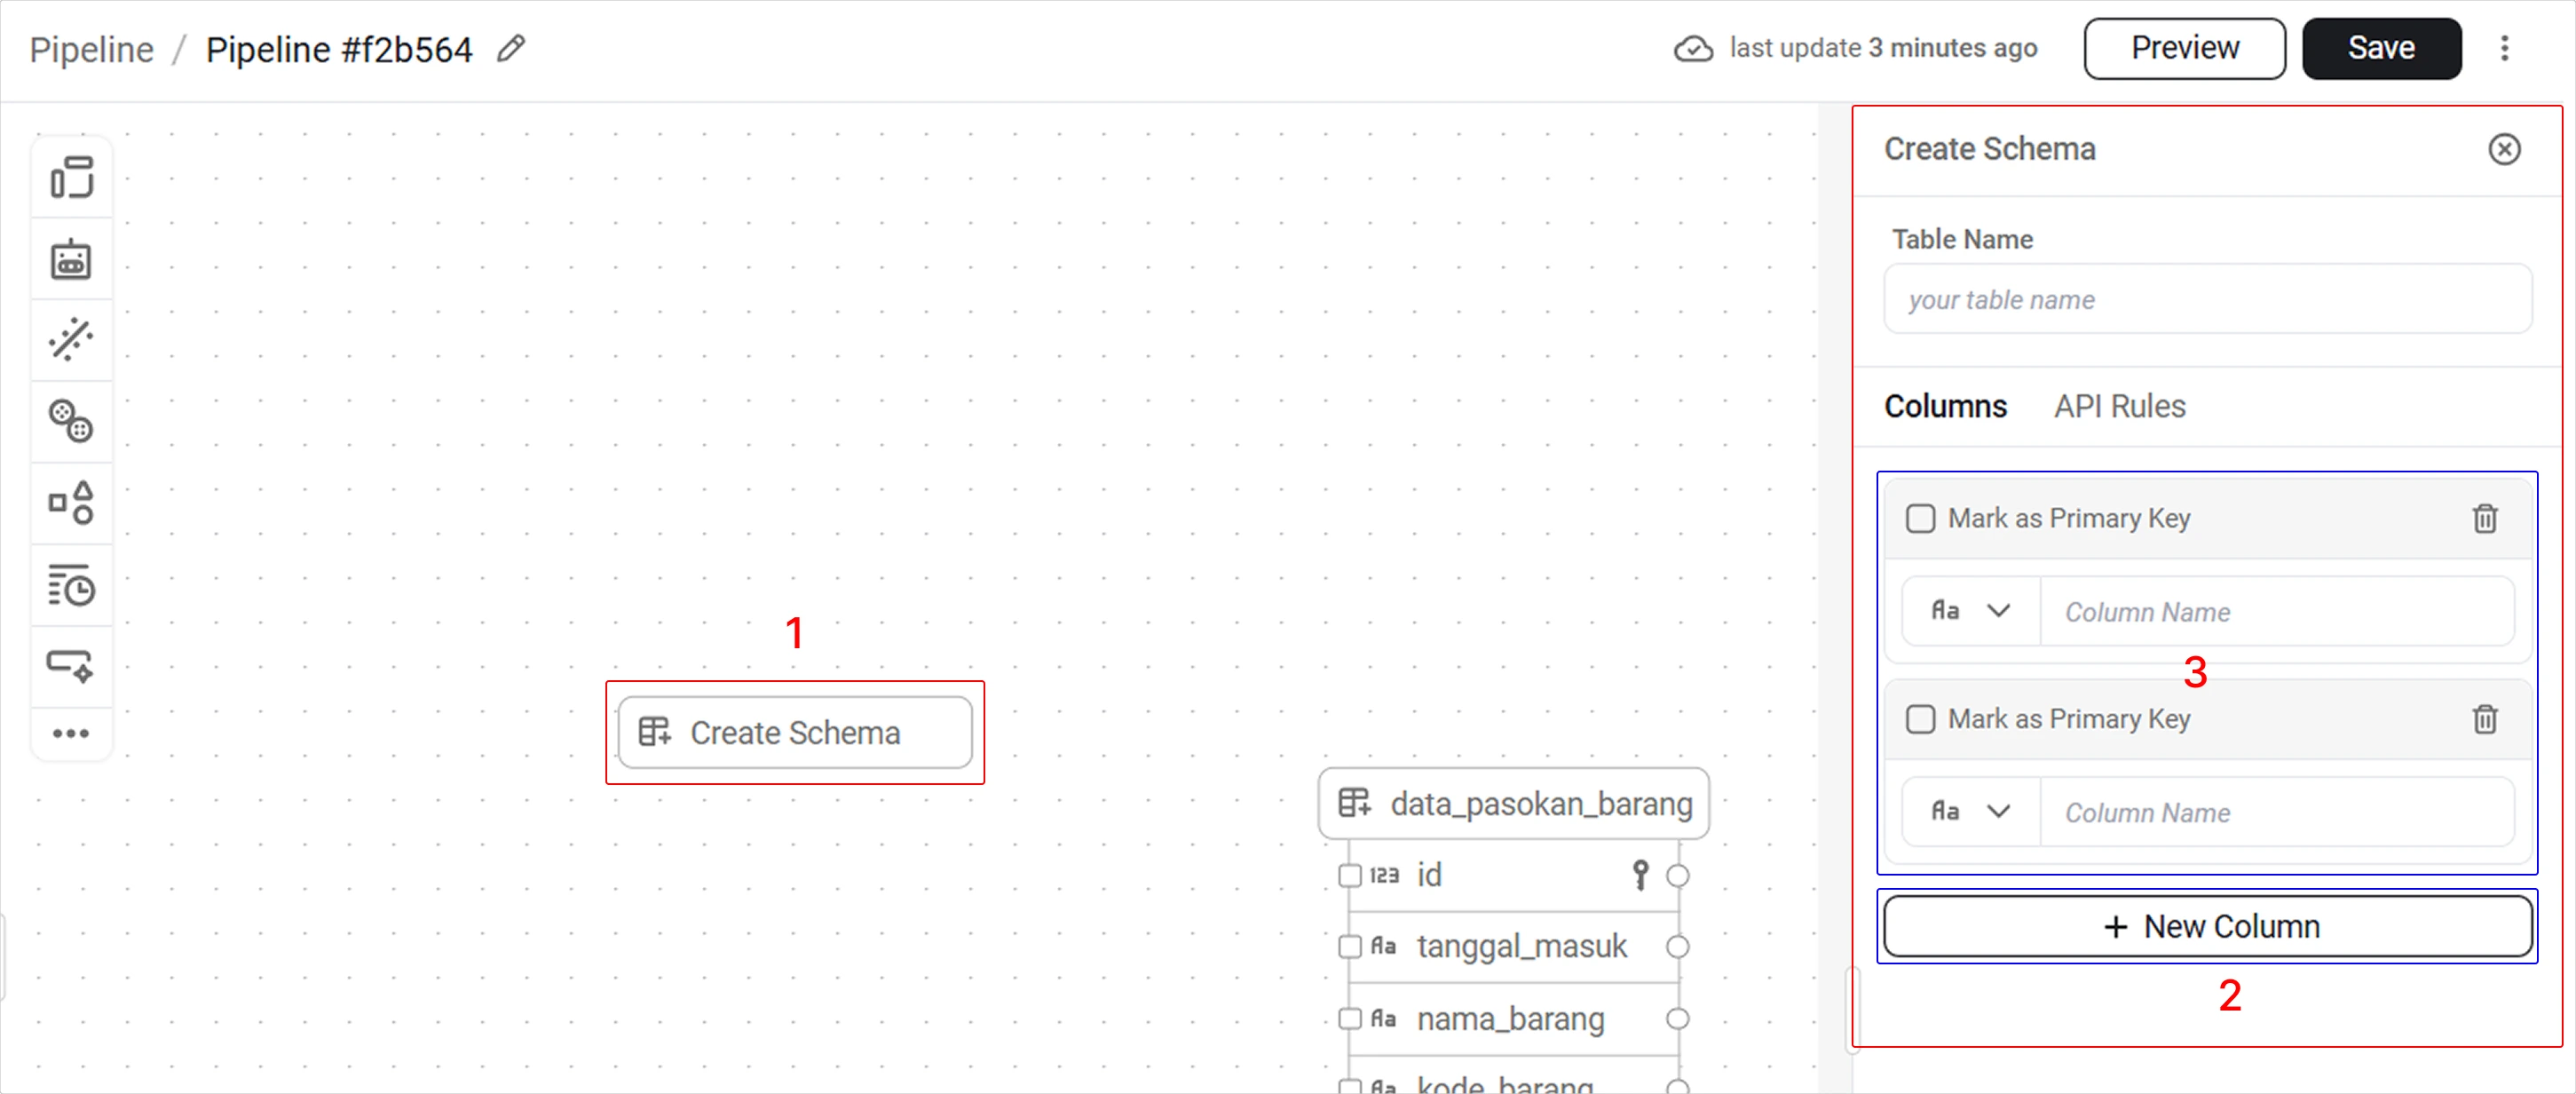 Pipeline / Pipeline #f2b564
last update 3 minutes ago
Preview
Save
Create Schema
Table Name
your table name
Columns
API Rules
Mark as Primary Key
Aa
Column Name
3
Mark as Primary Key
Aa
Column Name
+ New Column
2
1
Create Schema
data_pasokan_barang
123 id
Aa tanggal_masuk
Aa nama_barang
Aa kode_barang